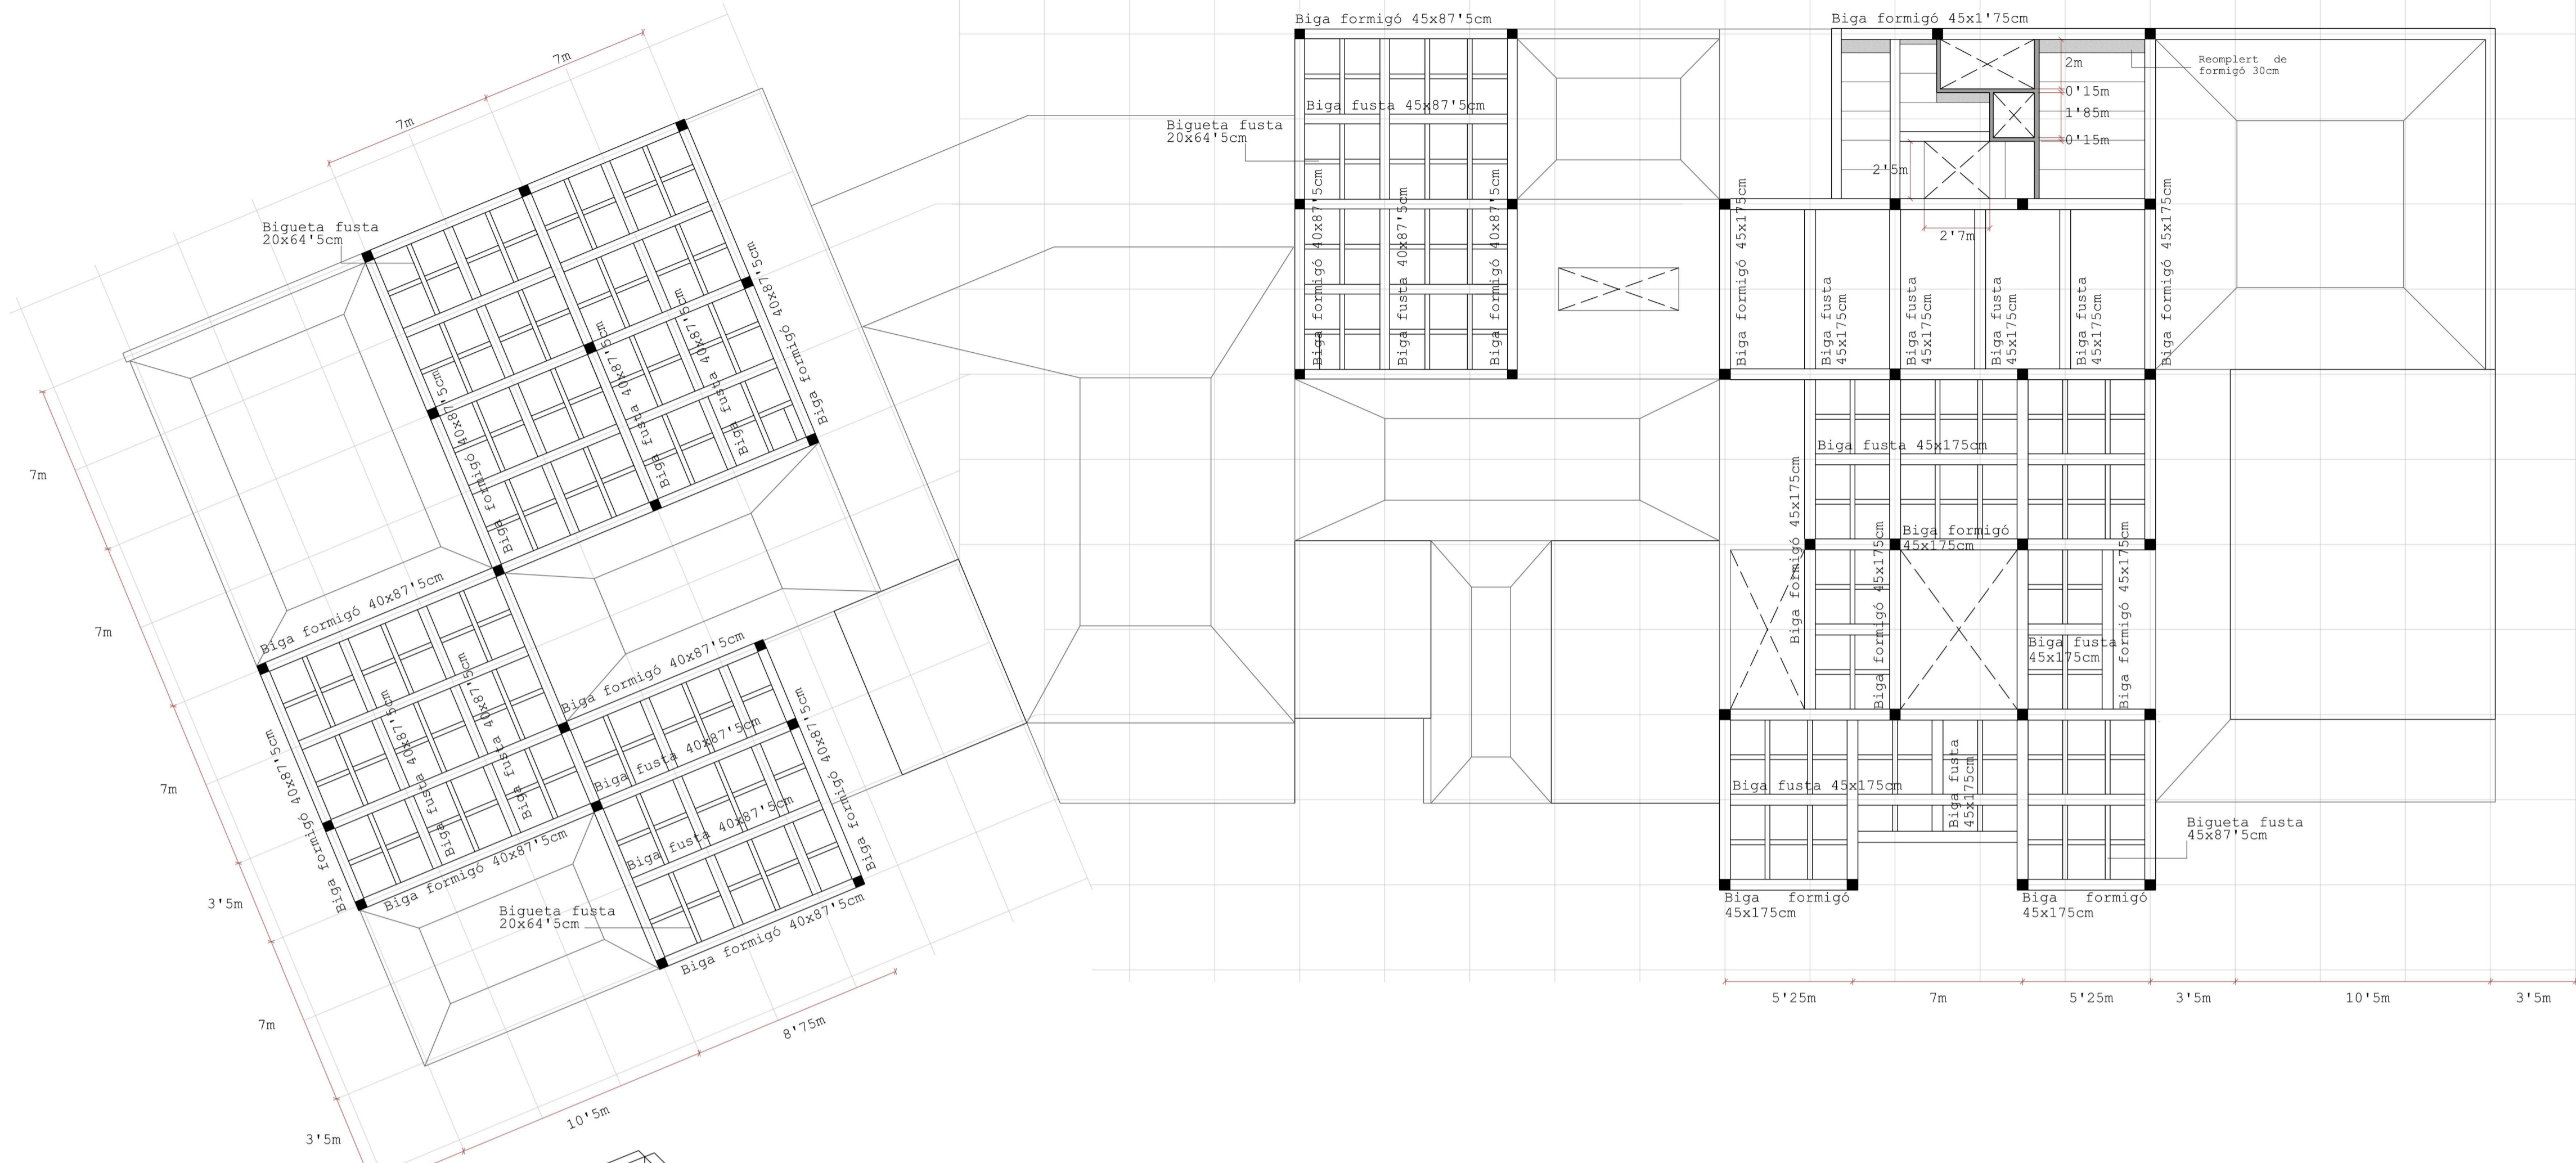 7m
7m
Bigueta fusta
20x64'5cm
Biga formigó 40x87'5cm
Biga fusta 40x87'5cm
Biga fusta 40x87'5cm
Biga formigó 40x87'5cm
7m
7m
7m
3'5m
7m
3'5m
Biga formigó 40x87'5cm
Biga formigó 40x87'5cm
Biga fusta 40x87'5cm
Biga fusta 40x87'5cm
Biga formigó 40x87'5cm
Biga formigó 40x87'5cm
Biga fusta 40x87'5cm
Biga fusta 40x87'5cm
Biga formigó 40x87'5cm
Biga formigó 40x87'5cm
Bigueta fusta
20x64'5cm
10'5m
8'75m
Biga formigó 45x87'5cm
Biga fusta 45x87'5cm
Bigueta fusta
20x64'5cm
Biga formigó 40x87'5cm
Biga fusta 40x87'5cm
Biga formigó 40x87'5cm
Biga formigó 45x1'75cm
Reomplert de
formigó 30cm
2m
0'15m
1'85m
0'15m
2'5m
2'7m
Biga formigó 45x175cm
Biga fusta
45x175cm
Biga fusta
45x175cm
Biga fusta
45x175cm
Biga fusta
45x175cm
Biga formigó 45x175cm
Biga fusta 45x175cm
Biga formigó 45x175cm
Biga formigó
45x175cm
Biga formigó 45x175cm
Biga fusta
45x175cm
Biga formigó 45x175cm
Biga fusta 45x175cm
Biga fusta
45x175cm
Bigueta fusta
45x87'5cm
Biga formigó
45x175cm
Biga formigó
45x175cm
5'25m
7m
5'25m
3'5m
10'5m
3'5m